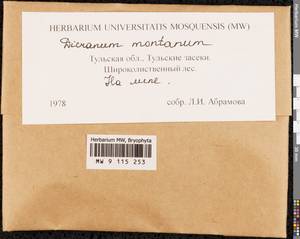 HERBARIUM UNIVERSITATIS MOSQUENSIS (MW)
Dicranum montanum
Тульская обл., Тульские засеки.
Широколиственный лес.
На липе.
1978 собр. Л.И. Абрамова
Herbarium MW, Bryophyta
MW 9 115 253